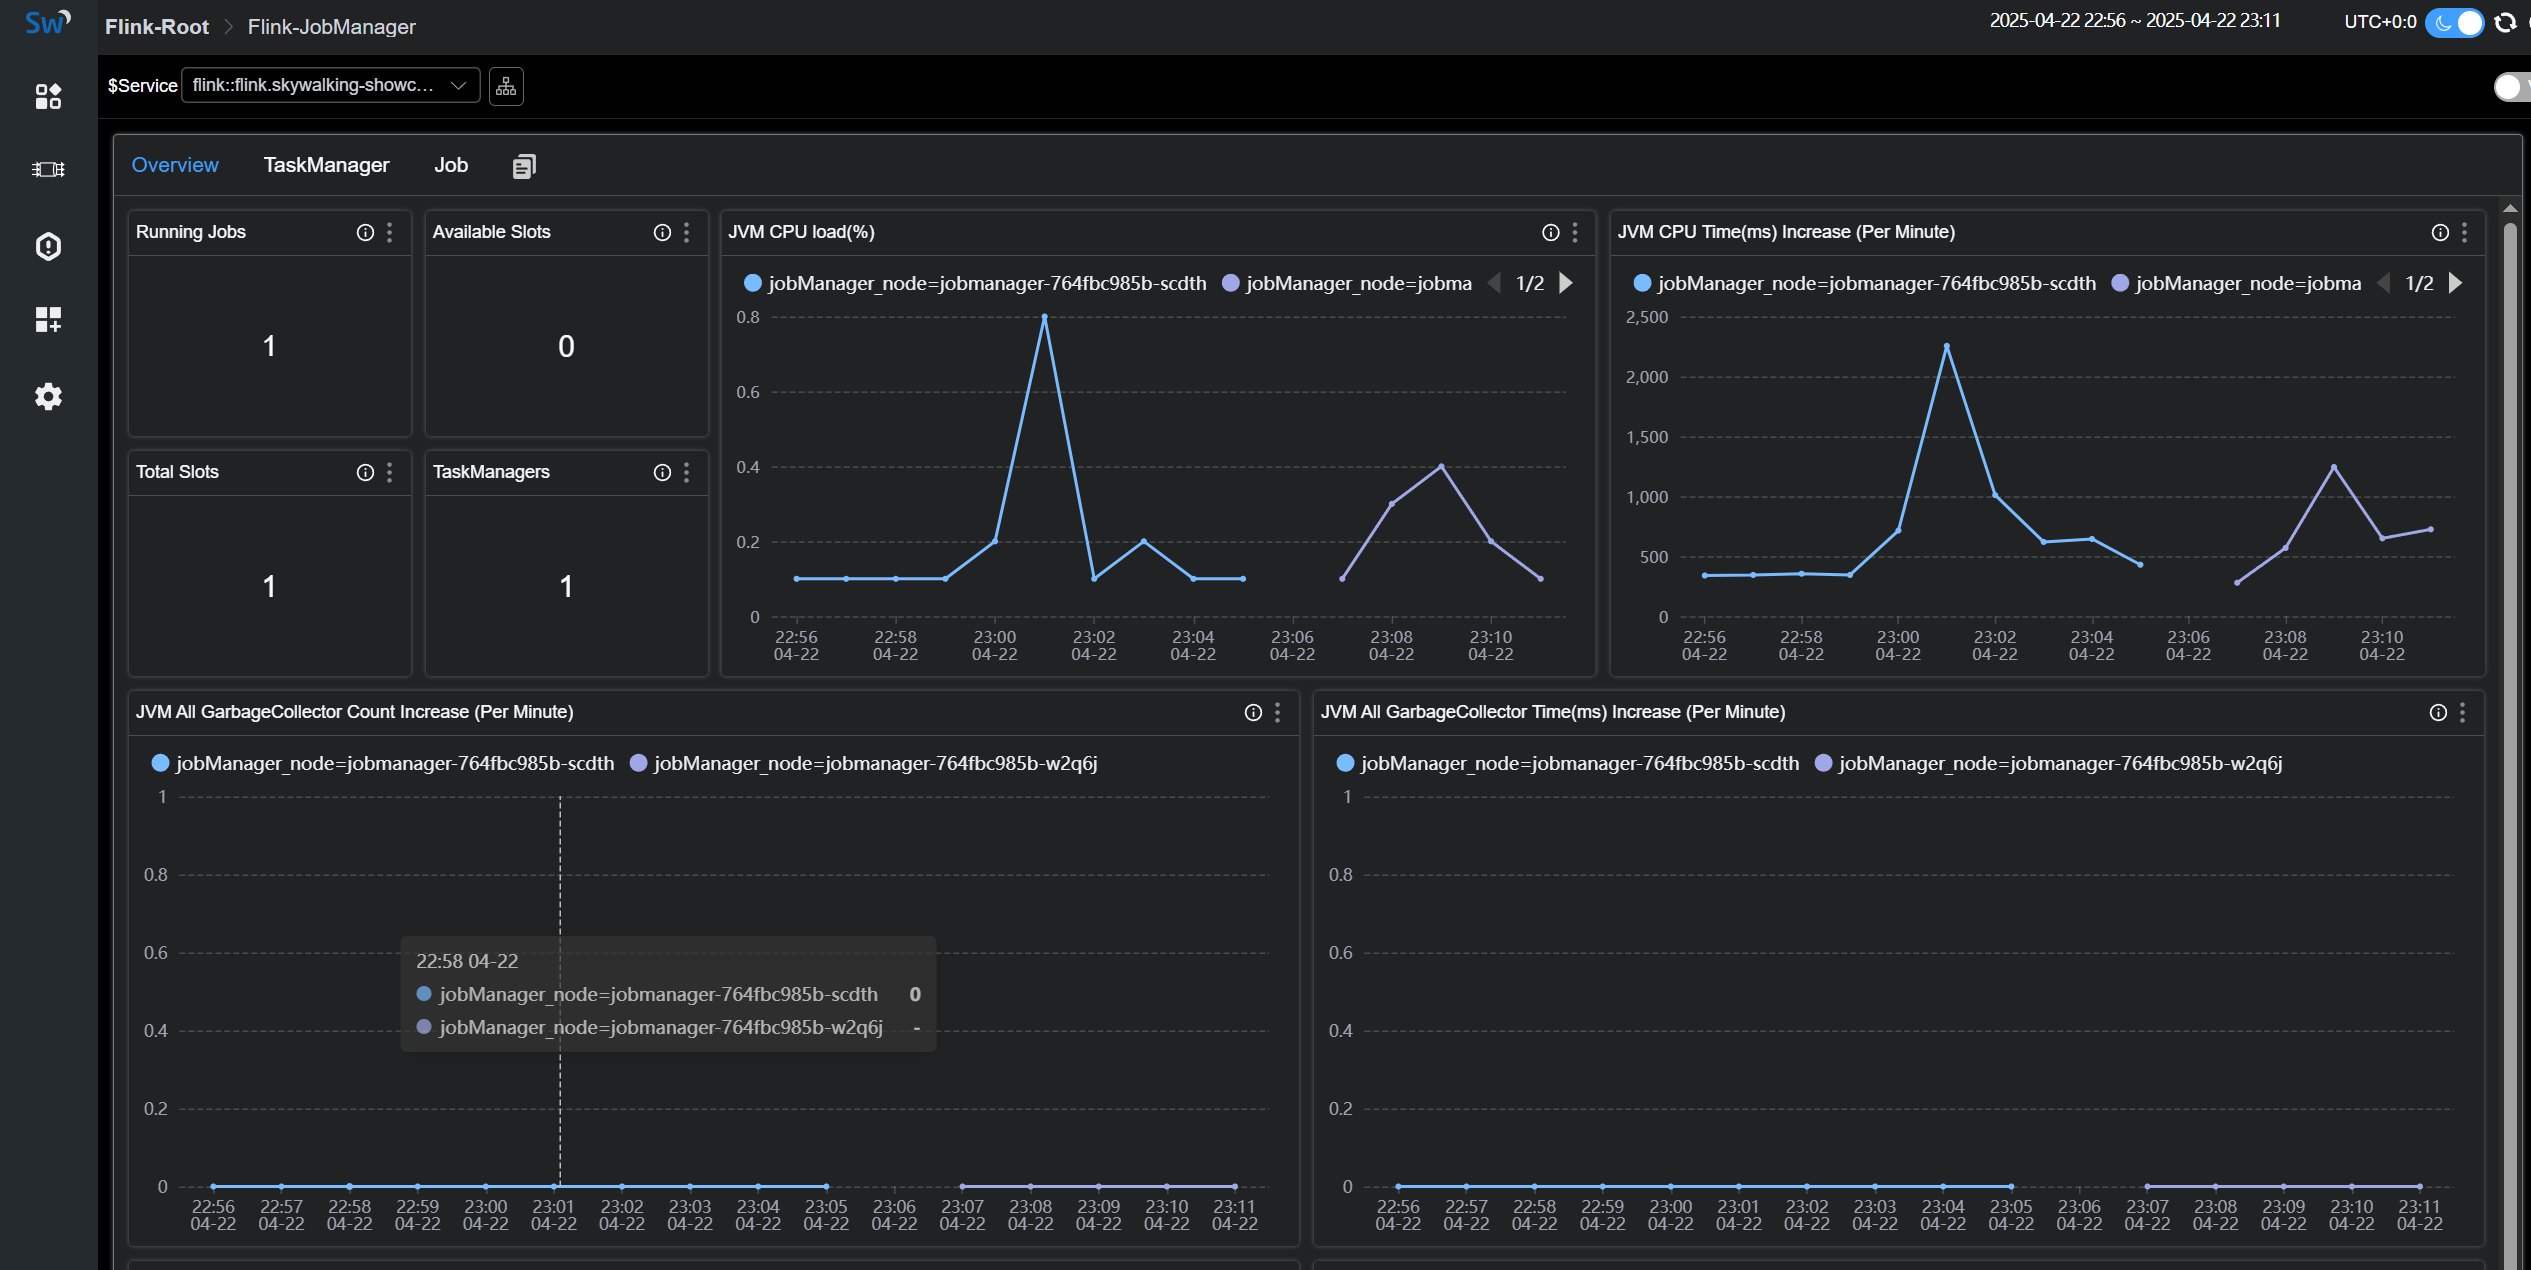 Sw
Flink-Root > Flink-JobManager
2025-04-22 22:56 ~ 2025-04-22 23:11
UTC+0:0
$Service
flink::flink.skywalking-showc...
Overview
TaskManager
Job
Running Jobs
1
Available Slots
0
Total Slots
1
TaskManagers
1
JVM CPU load(%)
jobManager_node=jobmanager-764fbc985b-scdth
jobManager_node=jobma
1/2
0.8
0.6
0.4
0.2
0
22:56 22:58 23:00 23:02 23:04 23:06 23:08 23:10
04-22 04-22 04-22 04-22 04-22 04-22 04-22 04-22
JVM CPU Time(ms) Increase (Per Minute)
jobManager_node=jobmanager-764fbc985b-scdth
jobManager_node=jobma
1/2
2,500
2,000
1,500
1,000
500
0
22:56 22:58 23:00 23:02 23:04 23:06 23:08 23:10
04-22 04-22 04-22 04-22 04-22 04-22 04-22 04-22
JVM All GarbageCollector Count Increase (Per Minute)
jobManager_node=jobmanager-764fbc985b-scdth
jobManager_node=jobmanager-764fbc985b-w2q6j
1
0.8
0.6
0.4
0.2
0
22:58 04-22
jobManager_node=jobmanager-764fbc985b-scdth 0
jobManager_node=jobmanager-764fbc985b-w2q6j -
22:56 22:57 22:58 22:59 23:00 23:01 23:02 23:03 23:04 23:05 23:06 23:07 23:08 23:09 23:10 23:11
04-22 04-22 04-22 04-22 04-22 04-22 04-22 04-22 04-22 04-22 04-22 04-22 04-22 04-22 04-22 04-22
JVM All GarbageCollector Time(ms) Increase (Per Minute)
jobManager_node=jobmanager-764fbc985b-scdth
jobManager_node=jobmanager-764fbc985b-w2q6j
1
0.8
0.6
0.4
0.2
0
22:56 22:57 22:58 22:59 23:00 23:01 23:02 23:03 23:04 23:05 23:06 23:07 23:08 23:09 23:10 23:11
04-22 04-22 04-22 04-22 04-22 04-22 04-22 04-22 04-22 04-22 04-22 04-22 04-22 04-22 04-22 04-22